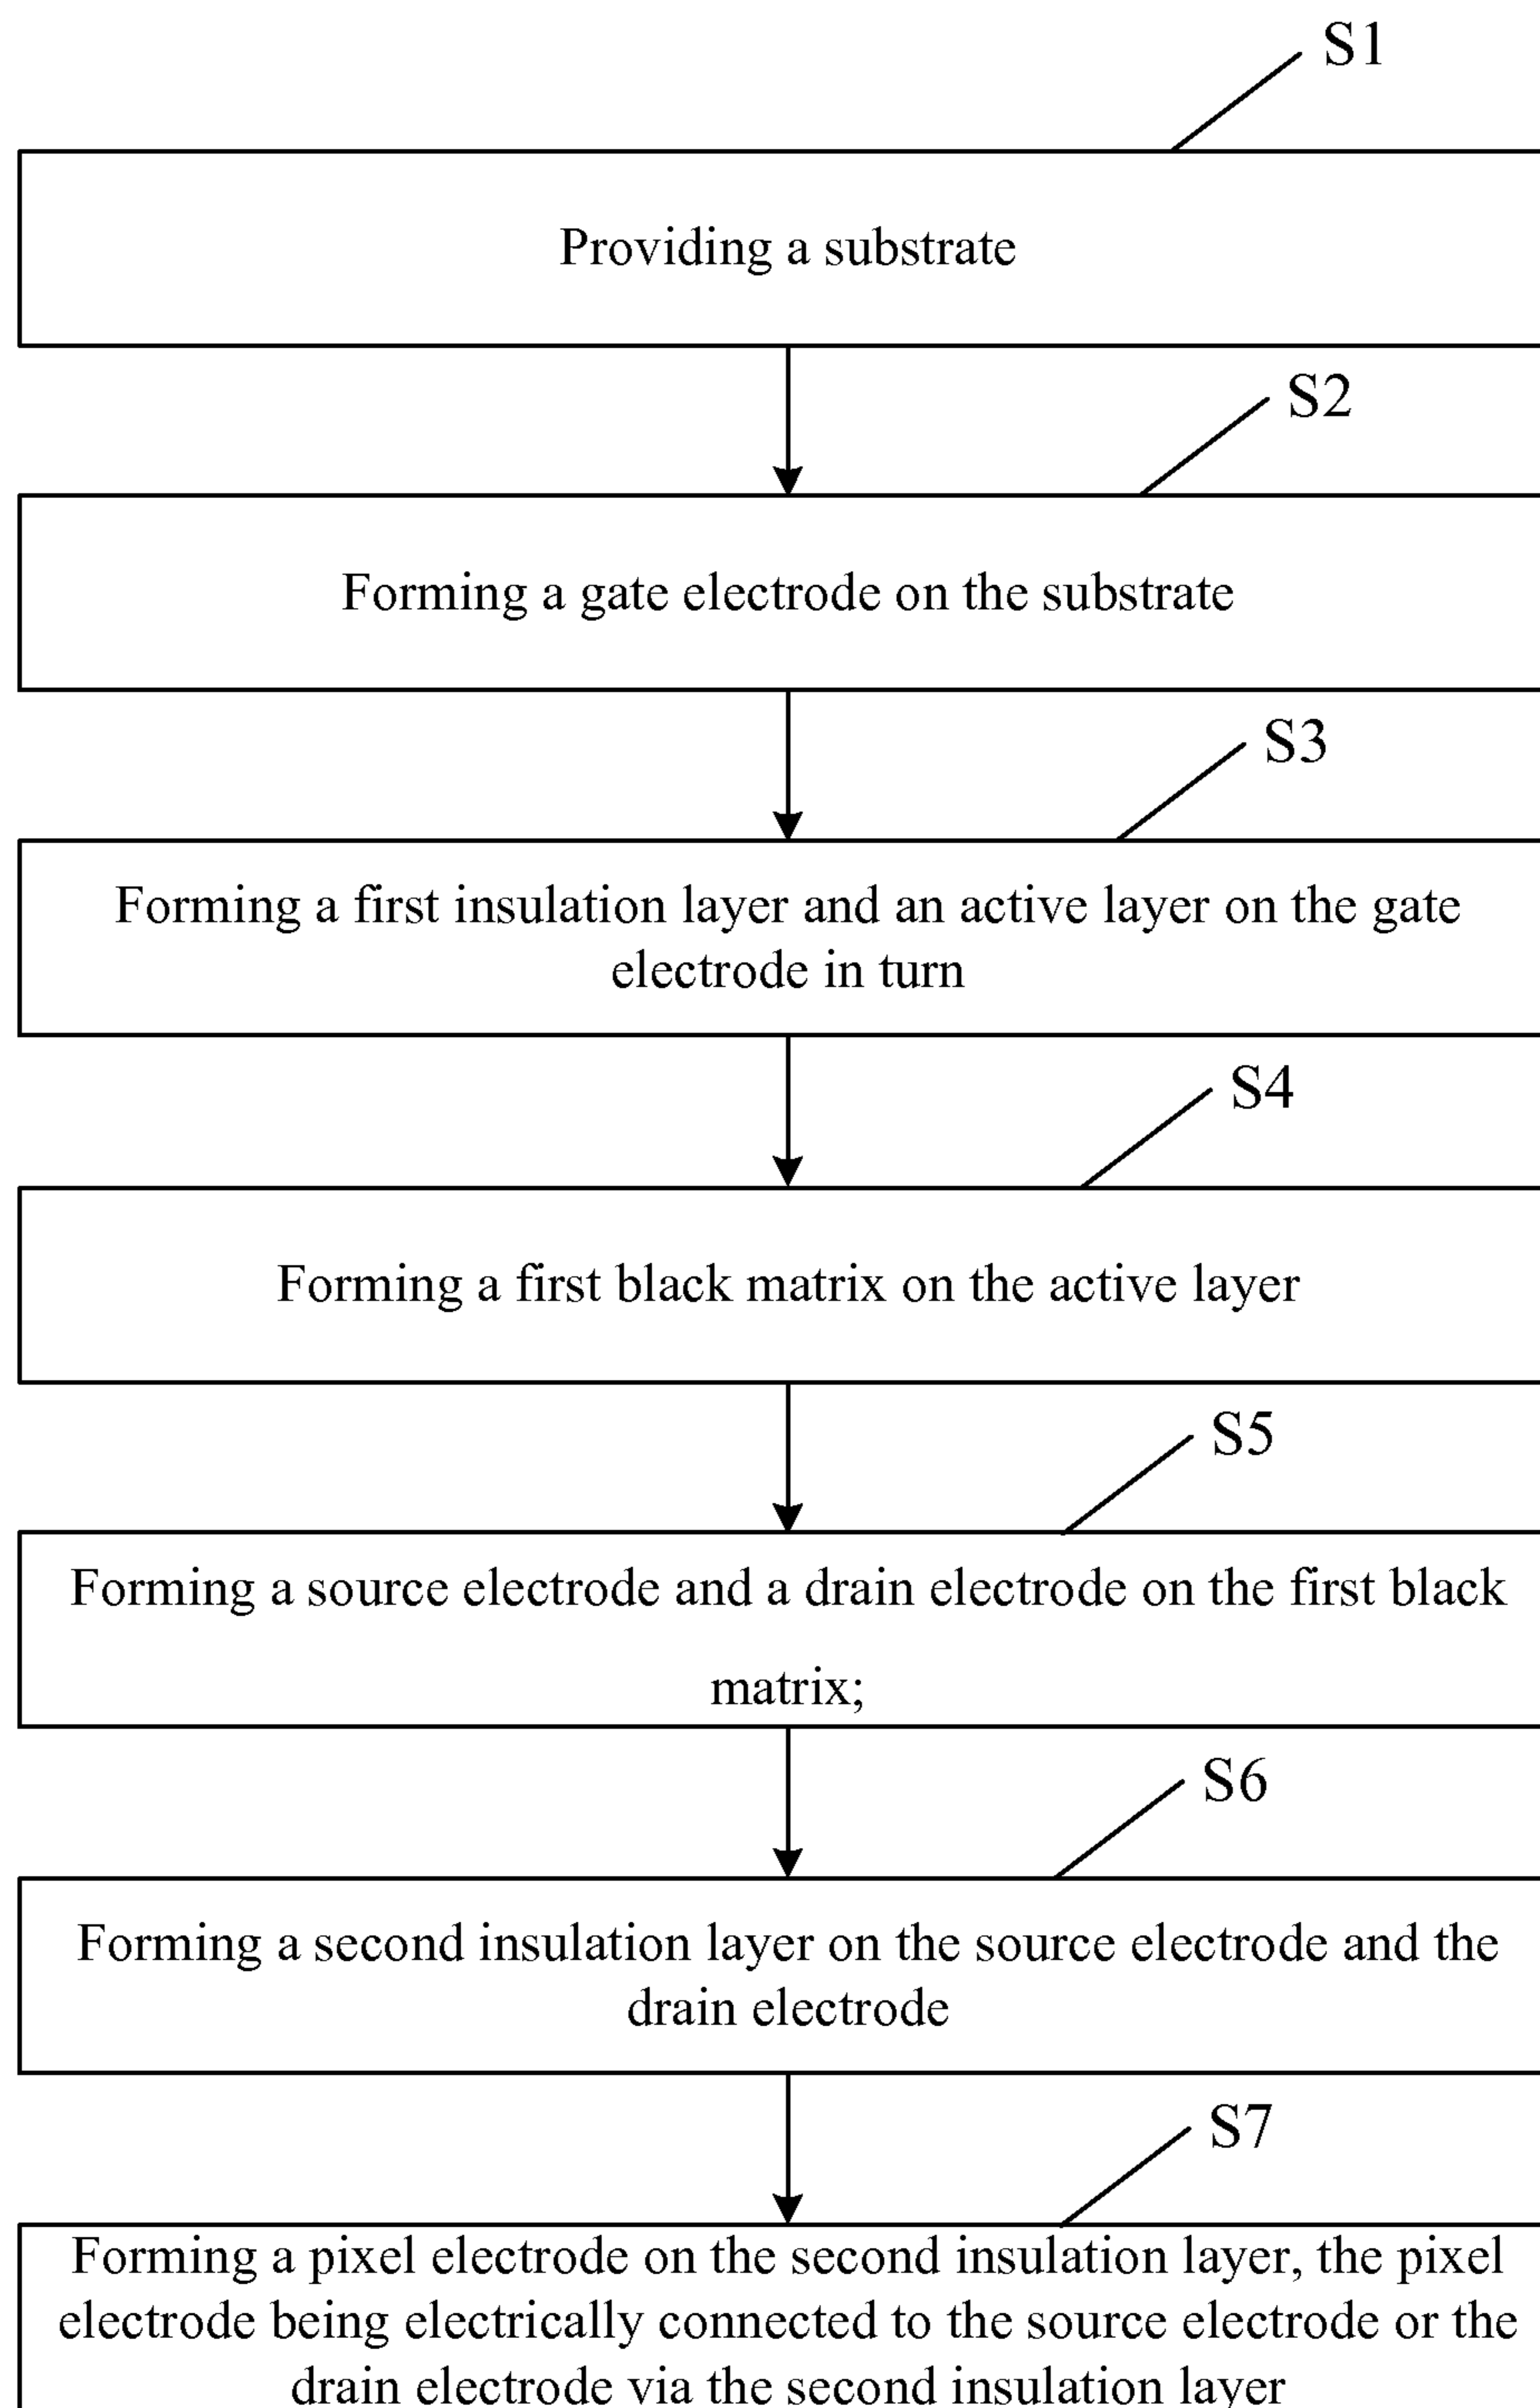 S1
Providing a substrate
S2
Forming a gate electrode on the substrate
S3
Forming a first insulation layer and an active layer on the gate
electrode in turn
S4
Forming a first black matrix on the active layer
S5
Forming a source electrode and a drain electrode on the first black
matrix;
S6
Forming a second insulation layer on the source electrode and the
drain electrode
S7
Forming a pixel electrode on the second insulation layer, the pixel
electrode being electrically connected to the source electrode or the
drain electrode via the second insulation layer